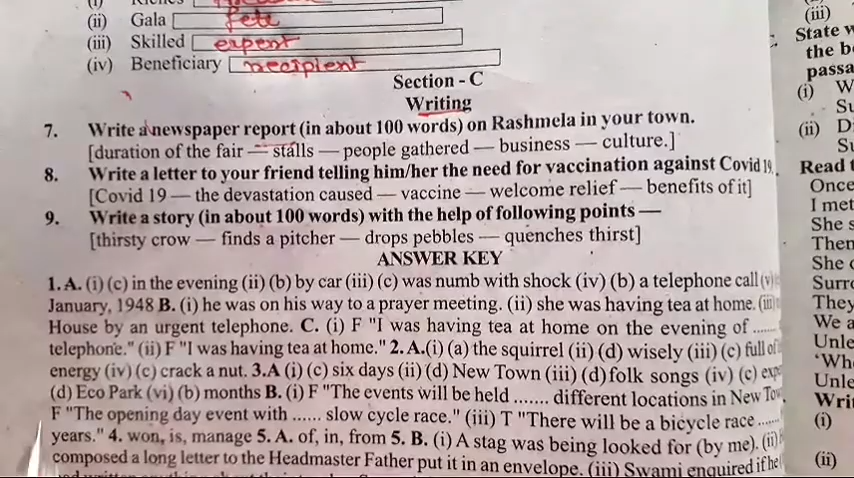 (ii) Gala fete
(iii) Skilled expent
(iv) Beneficiary necipient
Section - C
Writing
7. Write a newspaper report (in about 100 words) on Rashmela in your town.
[duration of the fair — stalls — people gathered — business — culture.]
8. Write a letter to your friend telling him/her the need for vaccination against Covid 19.
[Covid 19 — the devastation caused — vaccine — welcome relief — benefits of it]
9. Write a story (in about 100 words) with the help of following points —
[thirsty crow — finds a pitcher — drops pebbles — quenches thirst]
ANSWER KEY
1. A. (i) (c) in the evening (ii) (b) by car (iii) (c) was numb with shock (iv) (b) a telephone call (v)
January, 1948 B. (i) he was on his way to a prayer meeting. (ii) she was having tea at home. (iii)
House by an urgent telephone. C. (i) F "I was having tea at home on the evening of ......
telephone." (ii) F "I was having tea at home." 2. A.(i) (a) the squirrel (ii) (d) wisely (iii) (c) full of
energy (iv) (c) crack a nut. 3.A (i) (c) six days (ii) (d) New Town (iii) (d) folk songs (iv) (c)
(d) Eco Park (vi) (b) months B. (i) F "The events will be held ....... different locations in New
F "The opening day event with ...... slow cycle race." (iii) T "There will be a bicycle race ......
years." 4. won, is, manage 5. A. of, in, from 5. B. (i) A stag was being looked for (by me). (ii)
composed a long letter to the Headmaster Father put it in an envelope. (iii) Swami enquired if he
(iii)
State
the
(i)
(ii)
Read
Once
I met
She
Then
She
They
We a
(i)
(ii)